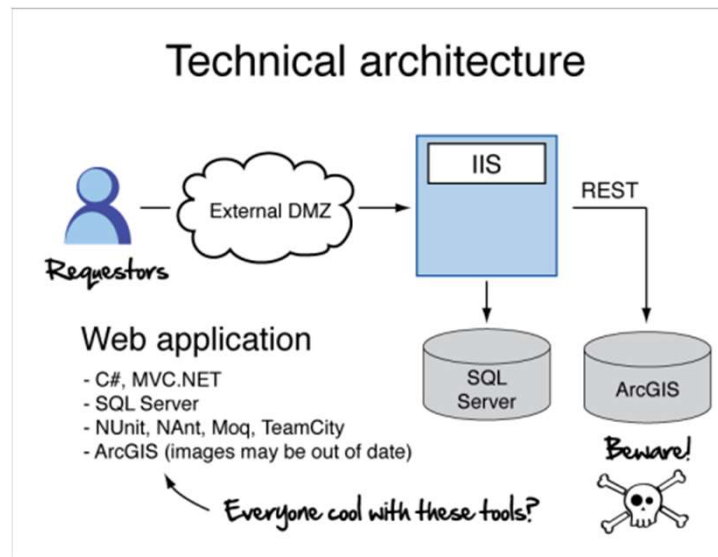 Technical architecture
IIS
REST
External DMZ
Requestors
Web application
- C#, MVC.NET
- SQL Server
- NUnit, NAnt, Moq, TeamCity
- ArcGIS (images may be out of date)
SQL
Server
ArcGIS
Beware!
Everyone cool with these tools?